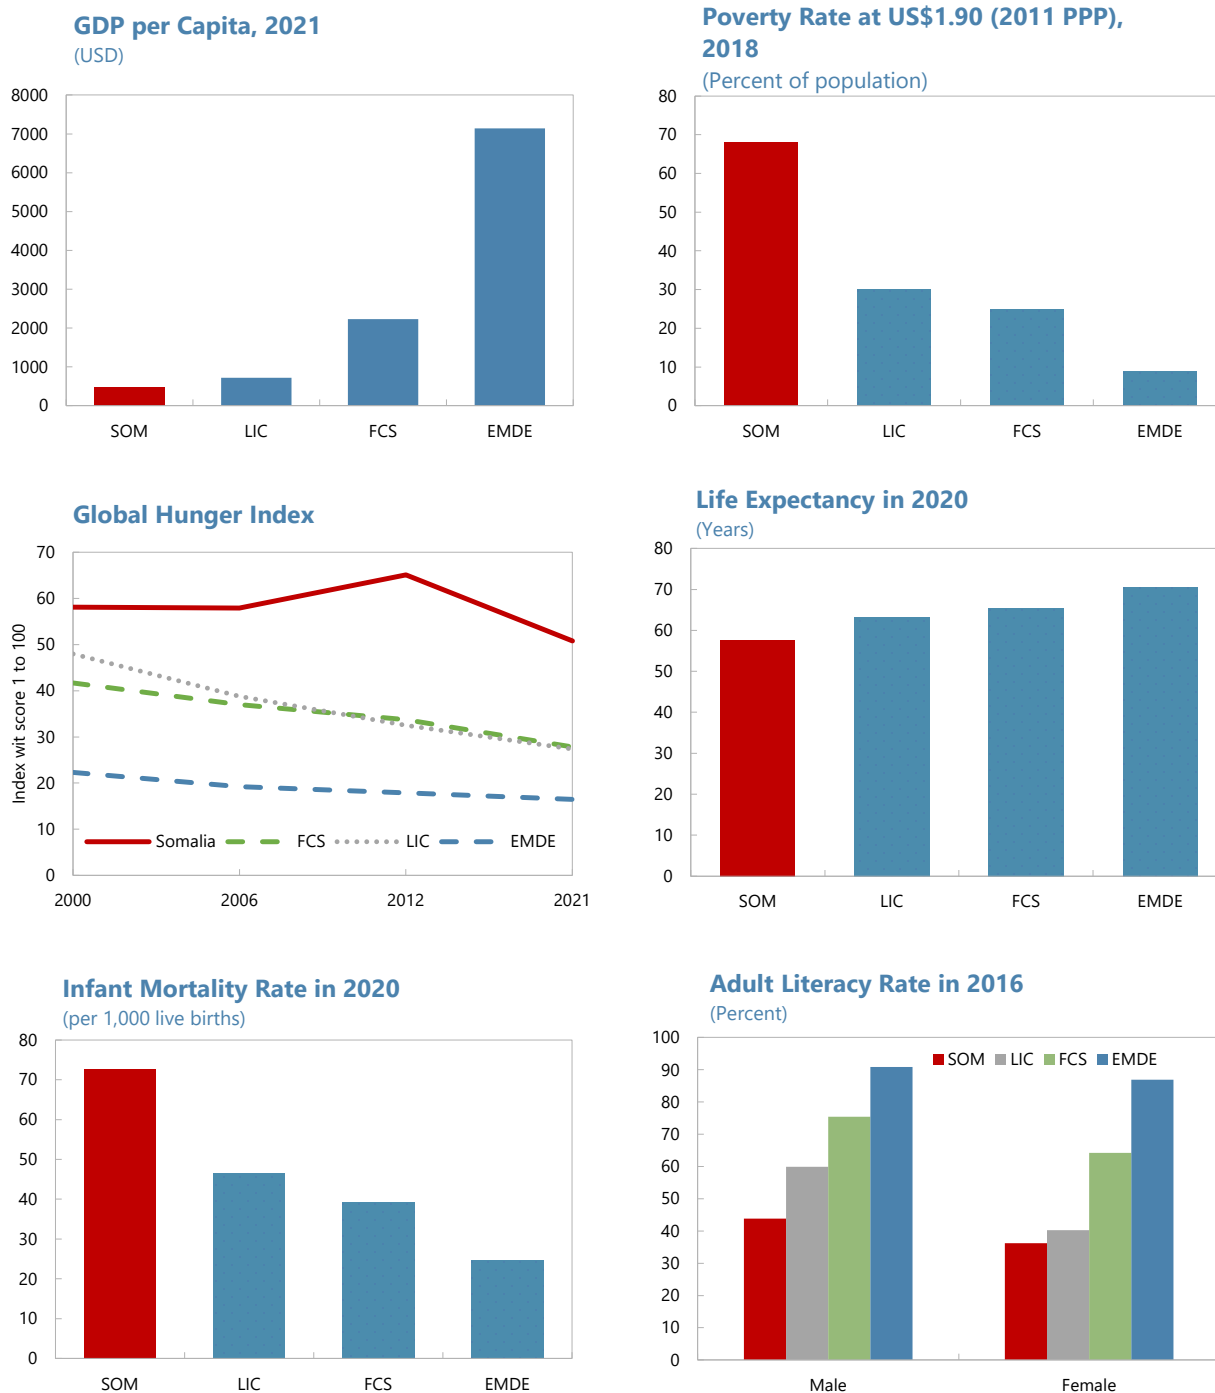 GDP per Capita, 2021
(USD)
8000
7000
6000
5000
4000
3000
2000
1000
0
SOM LIC FCS EMDE
Poverty Rate at US$1.90 (2011 PPP),
2018
(Percent of population)
80
70
60
50
40
30
20
10
0
SOM LIC FCS EMDE
Global Hunger Index
Index wit score 1 to 100
70
60
50
40
30
20
10
0
Somalia FCS LIC EMDE
2000 2006 2012 2021
Life Expectancy in 2020
(Years)
80
70
60
50
40
30
20
10
0
SOM LIC FCS EMDE
Infant Mortality Rate in 2020
(per 1,000 live births)
80
70
60
50
40
30
20
10
0
SOM LIC FCS EMDE
Adult Literacy Rate in 2016
(Percent)
100
90
80
70
60
50
40
30
20
10
0
SOM LIC FCS EMDE
Male Female